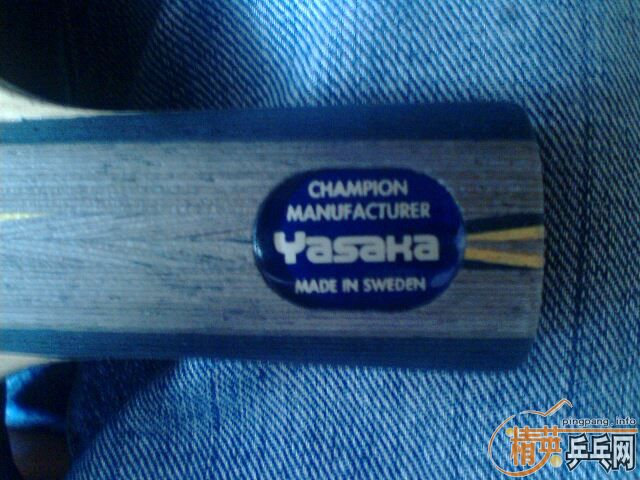 CHAMPION
MANUFACTURER
Yasaka
MADE IN SWEDEN
pingpang.info
精英乒乓网